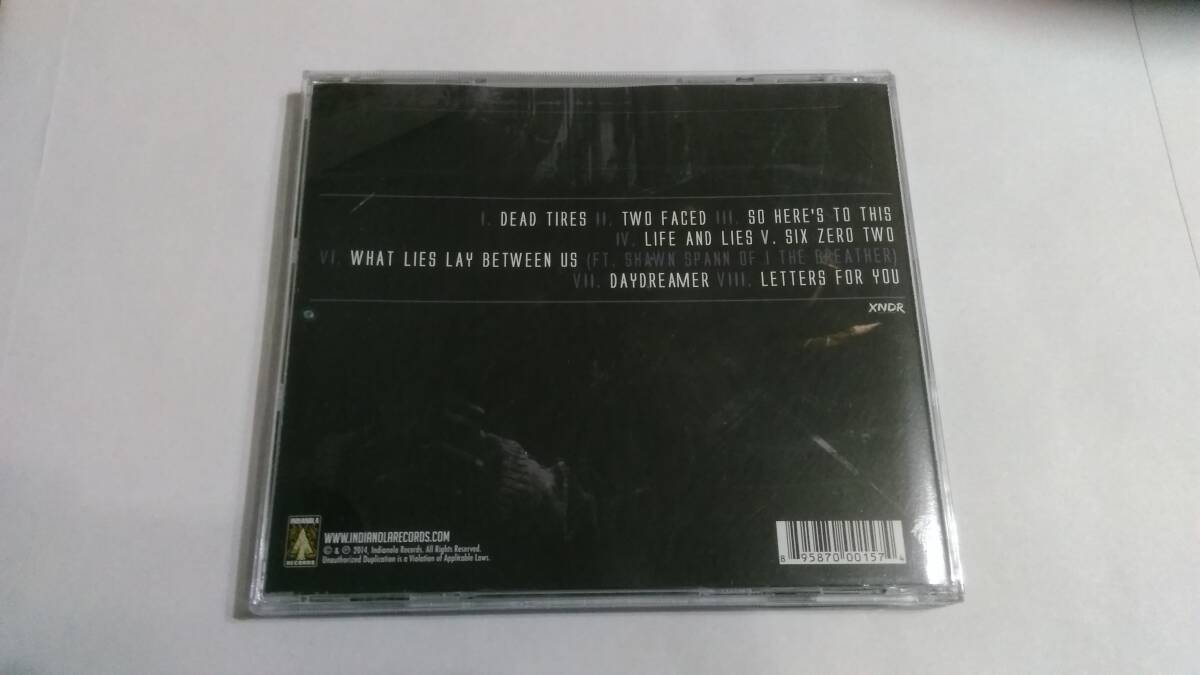 I. DEAD TIRES II. TWO FACED III. SO HERE'S TO THIS
IV. LIFE AND LIES V. SIX ZERO TWO
VI. WHAT LIES LAY BETWEEN US (FT. SHAWN SPANN OF I THE BREATHER)
VII. DAYDREAMER VIII. LETTERS FOR YOU
XNDR
INDIANOLA
RECORDS
WWW.INDIANOLARECORDS.COM
© & ℗ 2014, Indianola Records. All Rights Reserved.
Unauthorized Duplication is a Violation of Applicable Laws.
8 95870 00157 4